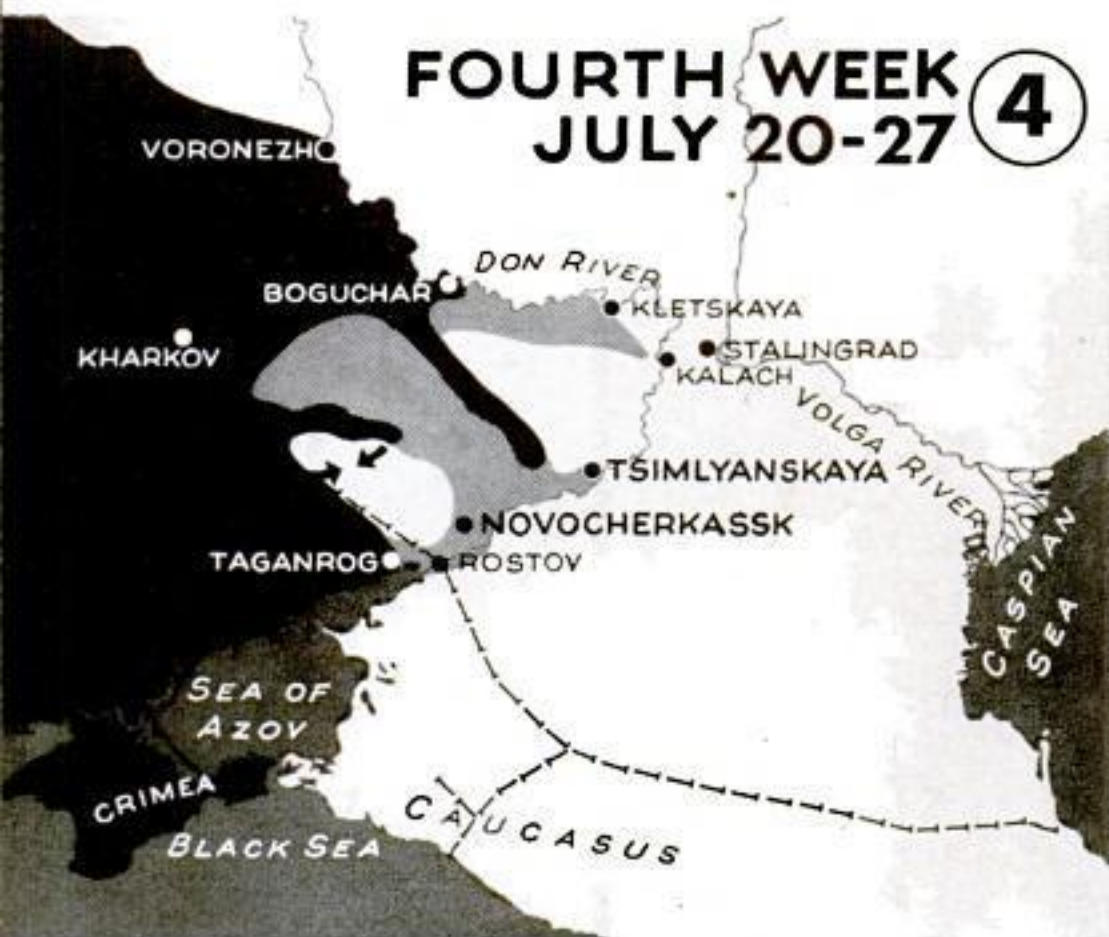 FOURTH WEEK
JULY 20-27
4
VORONEZH
DON RIVER
BOGUCHAR
KLETSKAYA
KHARKOV
STALINGRAD
KALACH
VOLGA RIVER
TSIMLYANSKAYA
NOVOCHERKASSK
TAGANROG
ROSTOV
CASPIAN
SEA
SEA OF
AZOV
CRIMEA
CAUCASUS
BLACK SEA